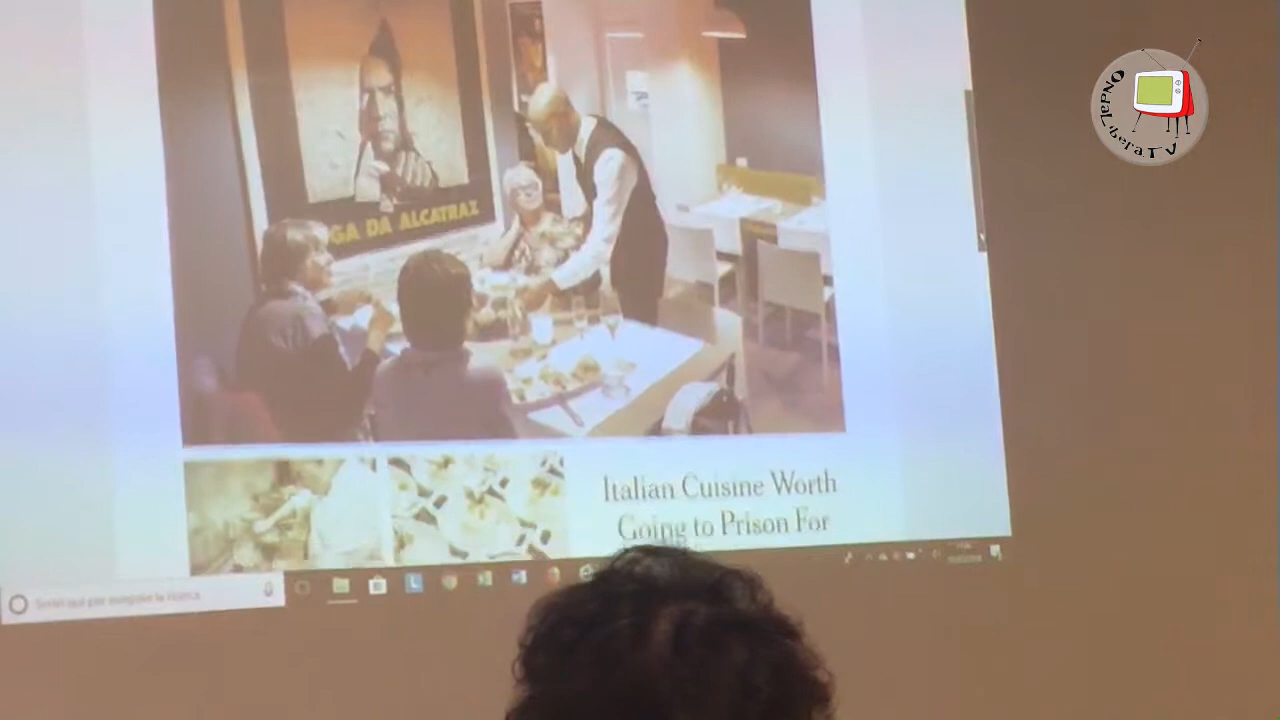 GA DA ALCATRAZ
OndaLiberaTV
Italian Cuisine Worth
Going to Prison For